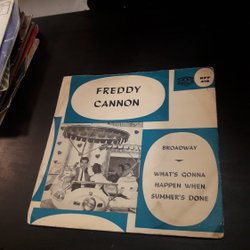 FREDDY
CANNON
BROADWAY
WHAT'S GONNA
HAPPEN WHEN
SUMMER'S DONE